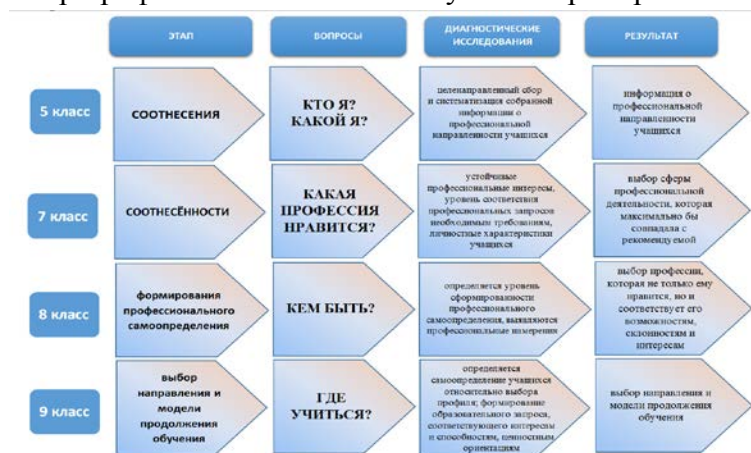 ЭТАП
ВОПРОСЫ
ДИАГНОСТИЧЕСКИЕ
ИССЛЕДОВАНИЯ
РЕЗУЛЬТАТ
5 класс
СООТНЕСЕНИЯ
КТО Я?
КАКОЙ Я?
целенаправленный сбор
и систематизация собранной
информации о
профессиональной
направленности учащихся
информация о
профессиональной
направленности
учащихся
7 класс
СООТНЕСЁННОСТИ
КАКАЯ
ПРОФЕССИЯ
НРАВИТСЯ?
устойчивые
профессиональные интересы,
уровень соответствия
профессиональных запросов
необходимым требованиям,
личностные характеристики
учащихся
выбор сферы
профессиональной
деятельности, которая
максимально бы
совпадала с
рекомендуемой
8 класс
формирования
профессионального
самоопределения
КЕМ БЫТЬ?
определяется уровень
сформированности
профессионального
самоопределения, выявляются
профессиональные намерения
выбор профессии,
которая не только ему
нравится, но и
соответствует его
возможностям,
склонностям и
интересам
9 класс
выбор
направления и
модели
продолжения
обучения
ГДЕ
УЧИТЬСЯ?
определяется
самоопределение учащихся
относительно выбора
профиля; формирование
образовательного запроса,
соответствующего интересам
и способностям, ценностным
ориентациям
выбор направления и
модели продолжения
обучения